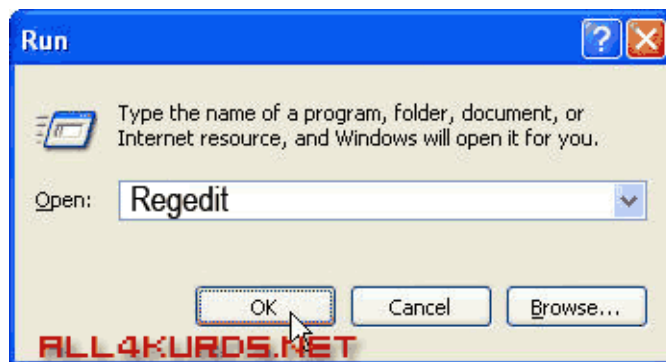 Run
Type the name of a program, folder, document, or
Internet resource, and Windows will open it for you.
Open: Regedit
OK Cancel Browse...
ALL4KURDS.NET